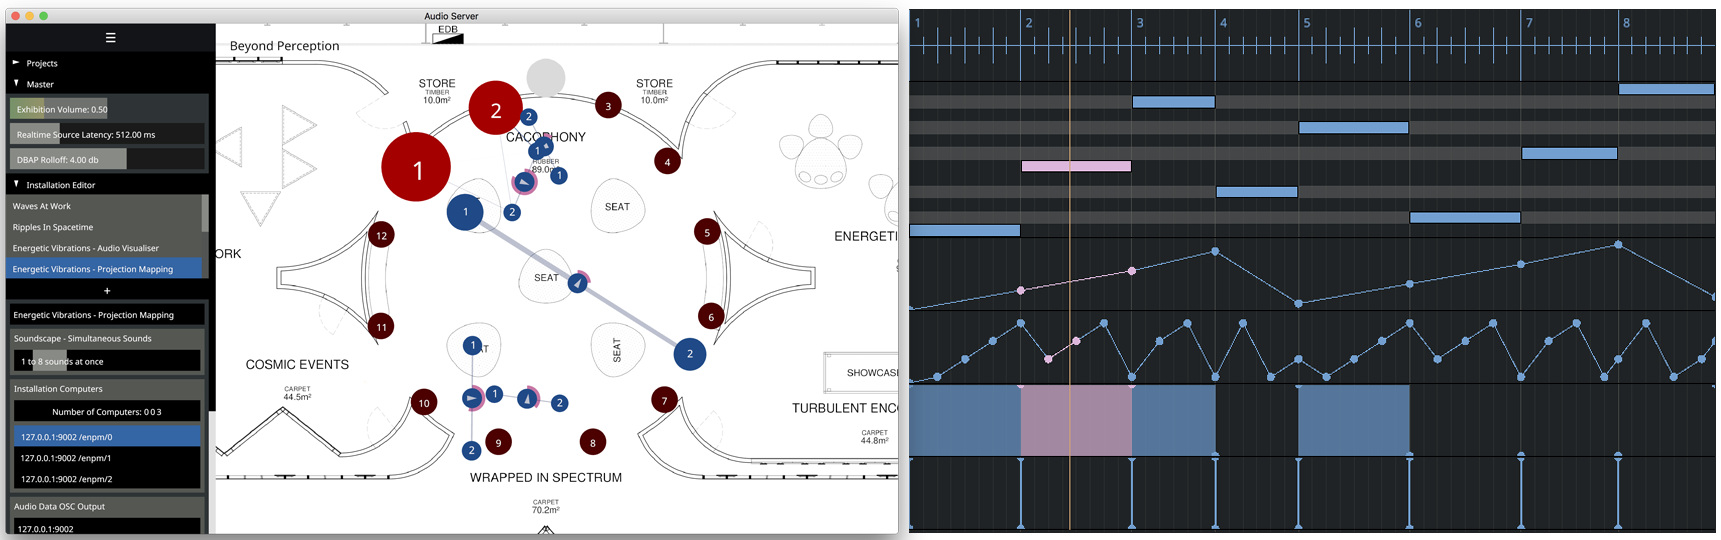 Audio Server
☰
Projects
Master
Exhibition Volume: 0.50
Realtime Source Latency: 512.00 ms
DBAP Rolloff: 4.00 db
Installation Editor
Waves At Work
Ripples In Spacetime
Energetic Vibrations - Audio Visualiser
Energetic Vibrations - Projection Mapping
+
Energetic Vibrations - Projection Mapping
Soundscape - Simultaneous Sounds
1 to 8 sounds at once
Installation Computers
Number of Computers: 0 0 3
127.0.0.1:9002 /enpm/0
127.0.0.1:9002 /enpm/1
127.0.0.1:9002 /enpm/2
Audio Data OSC Output
127.0.0.1:9002
Beyond Perception
EDB
STORE
TIMBER
10.0m²
STORE
TIMBER
10.0m²
2
3
2
CACOPHONY
1
RUBBER
89.0m
4
1
1
1
2
SEAT
12
5
ORK
ENERGETI
SEAT
11
6
2
1
AT
SEAT
COSMIC EVENTS
CARPET
44.5m²
SHOWCAS
10
1
2
7
TURBULENT ENC
CARPET
44.8m²
2
9
8
WRAPPED IN SPECTRUM
CARPET
70.2m²
1
2
3
4
5
6
7
8